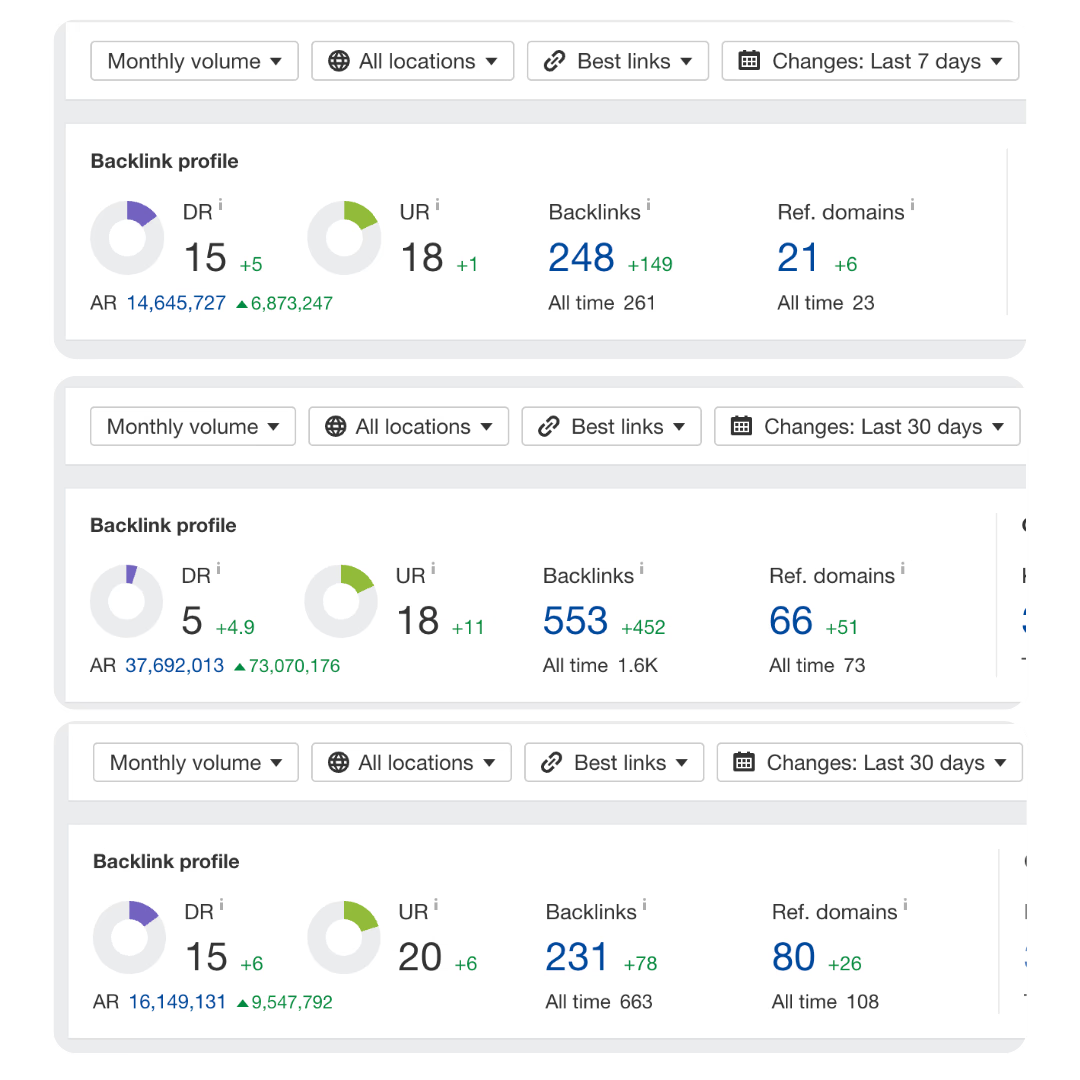 Monthly volume All locations Best links Changes: Last 7 days
Backlink profile
DR i UR i Backlinks i Ref. domains i
15 +5 18 +1 248 +149 21 +6
AR 14,645,727 ▲6,873,247 All time 261 All time 23
Monthly volume All locations Best links Changes: Last 30 days
Backlink profile
DR i UR i Backlinks i Ref. domains i
5 +4.9 18 +11 553 +452 66 +51
AR 37,692,013 ▲73,070,176 All time 1.6K All time 73
Monthly volume All locations Best links Changes: Last 30 days
Backlink profile
DR i UR i Backlinks i Ref. domains i
15 +6 20 +6 231 +78 80 +26
AR 16,149,131 ▲9,547,792 All time 663 All time 108